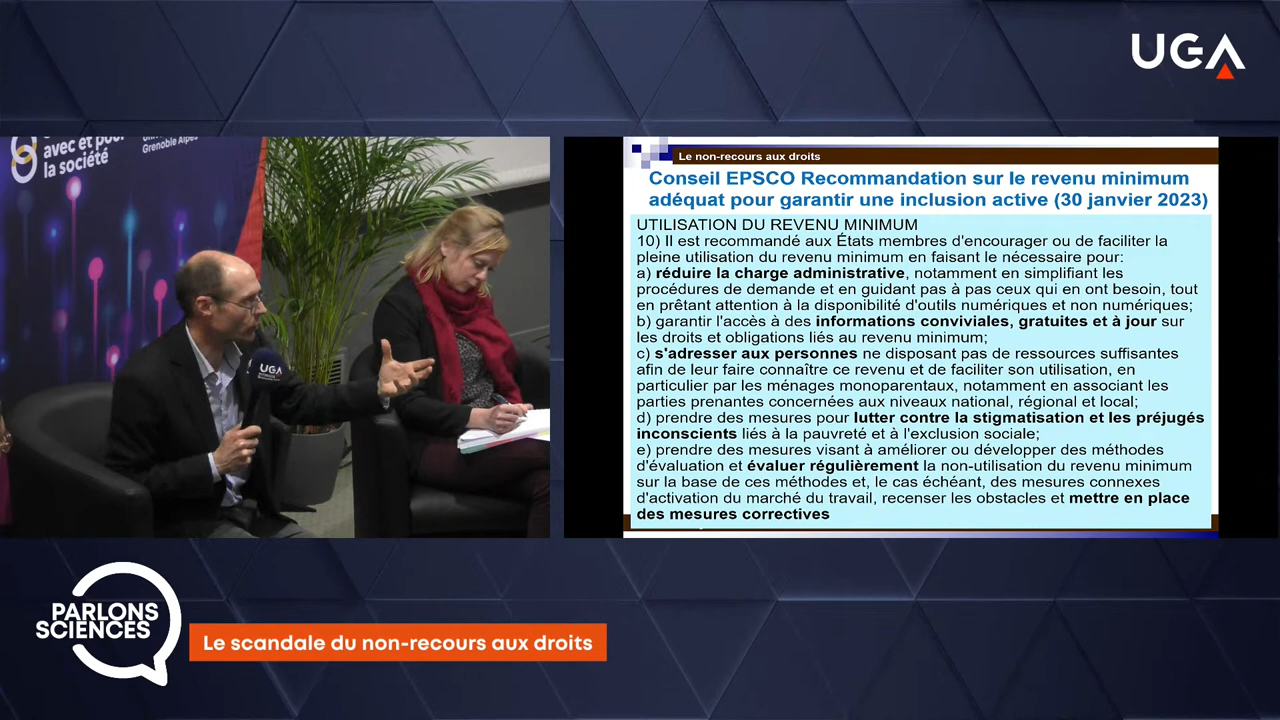 UGA
avec et pour
la société
Grenoble Alpes
UGA
Le non-recours aux droits
Conseil EPSCO Recommandation sur le revenu minimum
adéquat pour garantir une inclusion active (30 janvier 2023)
UTILISATION DU REVENU MINIMUM
10) Il est recommandé aux États membres d'encourager ou de faciliter la
pleine utilisation du revenu minimum en faisant le nécessaire pour:
a) réduire la charge administrative, notamment en simplifiant les
procédures de demande et en guidant pas à pas ceux qui en ont besoin, tout
en prêtant attention à la disponibilité d'outils numériques et non numériques;
b) garantir l'accès à des informations conviviales, gratuites et à jour sur
les droits et obligations liés au revenu minimum;
c) s'adresser aux personnes ne disposant pas de ressources suffisantes
afin de leur faire connaître ce revenu et de faciliter son utilisation, en
particulier par les ménages monoparentaux, notamment en associant les
parties prenantes concernées aux niveaux national, régional et local;
d) prendre des mesures pour lutter contre la stigmatisation et les préjugés
inconscients liés à la pauvreté et à l'exclusion sociale;
e) prendre des mesures visant à améliorer ou développer des méthodes
d'évaluation et évaluer régulièrement la non-utilisation du revenu minimum
sur la base de ces méthodes et, le cas échéant, des mesures connexes
d'activation du marché du travail, recenser les obstacles et mettre en place
des mesures correctives
PARLONS
SCIENCES
Le scandale du non-recours aux droits